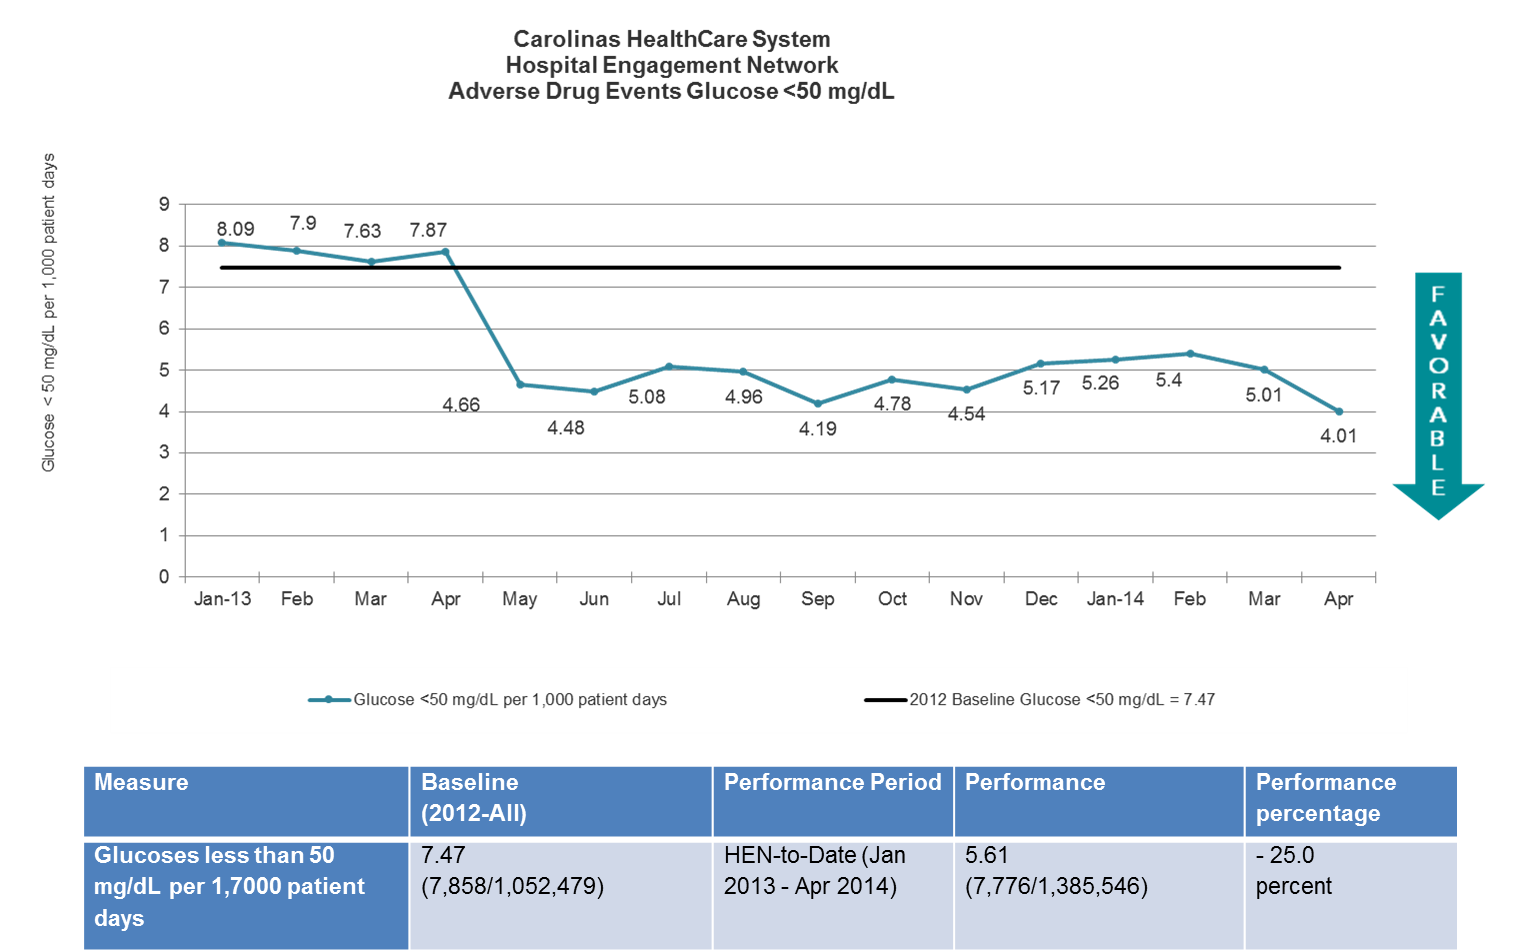 Carolinas HealthCare System
Hospital Engagement Network
Adverse Drug Events Glucose <50 mg/dL
Glucose < 50 mg/dL per 1,000 patient days
9
8
7
6
5
4
3
2
1
0
8.09
7.9
7.63
7.87
4.66
4.48
5.08
4.96
4.19
4.78
4.54
5.17
5.26
5.4
5.01
4.01
Jan-13 Feb Mar Apr May Jun Jul Aug Sep Oct Nov Dec Jan-14 Feb Mar Apr
FAVORABLE
Glucose <50 mg/dL per 1,000 patient days
2012 Baseline Glucose <50 mg/dL = 7.47
Measure
Baseline
(2012-All)
Performance Period
Performance
Performance
percentage
Glucoses less than 50
mg/dL per 1,7000 patient
days
7.47
(7,858/1,052,479)
HEN-to-Date (Jan
2013 - Apr 2014)
5.61
(7,776/1,385,546)
- 25.0
percent